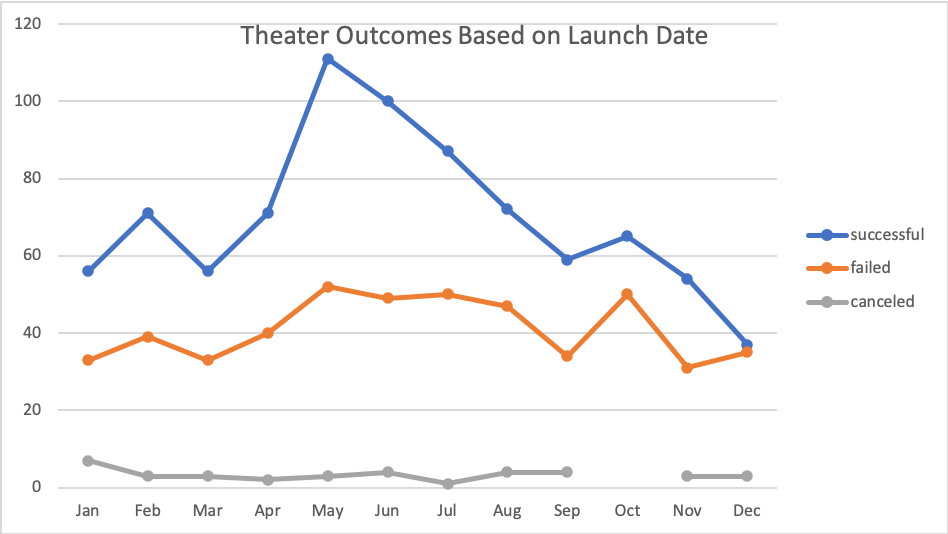 Theater Outcomes Based on Launch Date
120
100
80
60
40
20
0
Jan Feb Mar Apr May Jun Jul Aug Sep Oct Nov Dec
successful
failed
canceled